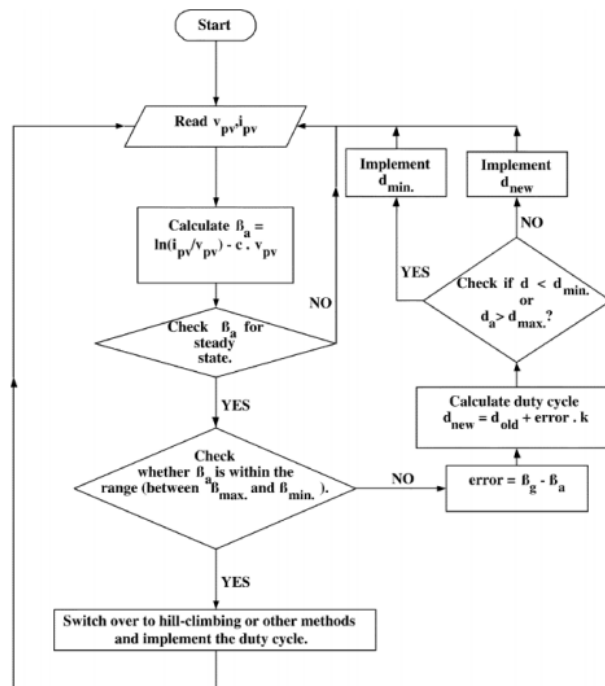 Start
Read v_pv,i_pv
Calculate ß_a =
ln(i_pv/v_pv) - c . v_pv
Check ß_a for
steady
state.
NO
YES
Check
whether ß_a is within the
range (between ß_max. and ß_min.).
NO
YES
Switch over to hill-climbing or other methods
and implement the duty cycle.
error = ß_g - ß_a
Calculate duty cycle
d_new = d_old + error . k
Check if d < d_min.
or
d_a> d_max.?
YES
NO
Implement
d_min.
Implement
d_new